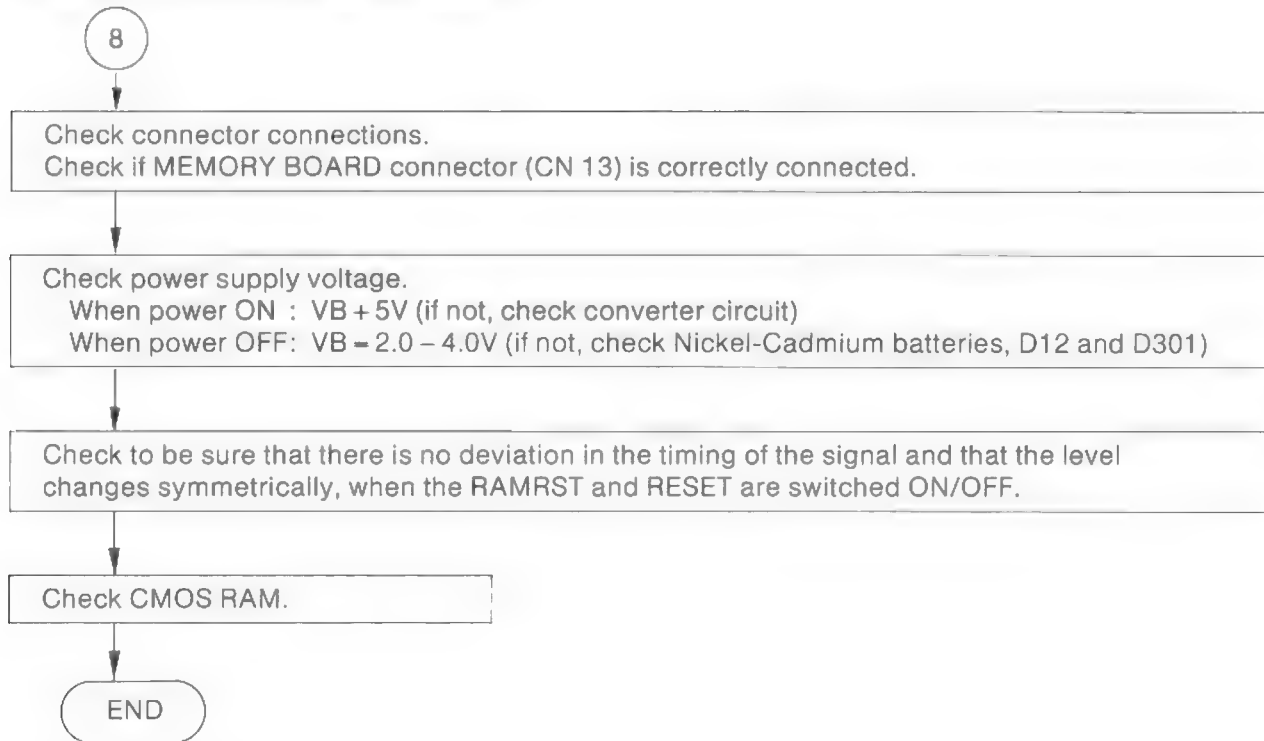 8
Check connector connections.
Check if MEMORY BOARD connector (CN 13) is correctly connected.
Check power supply voltage.
When power ON : VB + 5V (if not, check converter circuit)
When power OFF: VB = 2.0 – 4.0V (if not, check Nickel-Cadmium batteries, D12 and D301)
Check to be sure that there is no deviation in the timing of the signal and that the level
changes symmetrically, when the RAMRST and RESET are switched ON/OFF.
Check CMOS RAM.
END